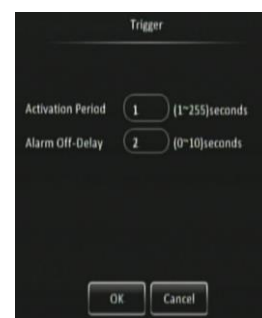 Trigger
Activation Period 1 (1~255)seconds
Alarm Off-Delay 2 (0~10)seconds
OK Cancel